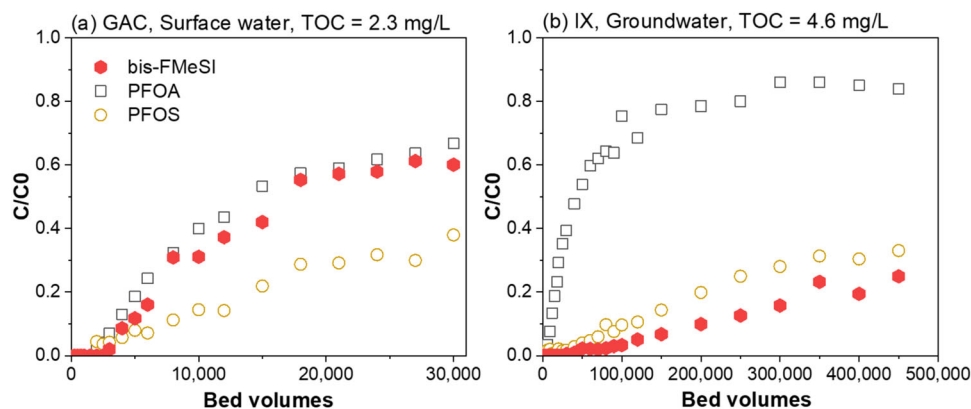 (a) GAC, Surface water, TOC = 2.3 mg/L
1.0
0.8
0.6
0.4
0.2
0.0
C/C0
bis-FMeSI
PFOA
PFOS
0
10,000
20,000
30,000
Bed volumes
(b) IX, Groundwater, TOC = 4.6 mg/L
1.0
0.8
0.6
0.4
0.2
0.0
C/C0
0
100,000
200,000
300,000
400,000
500,000
Bed volumes